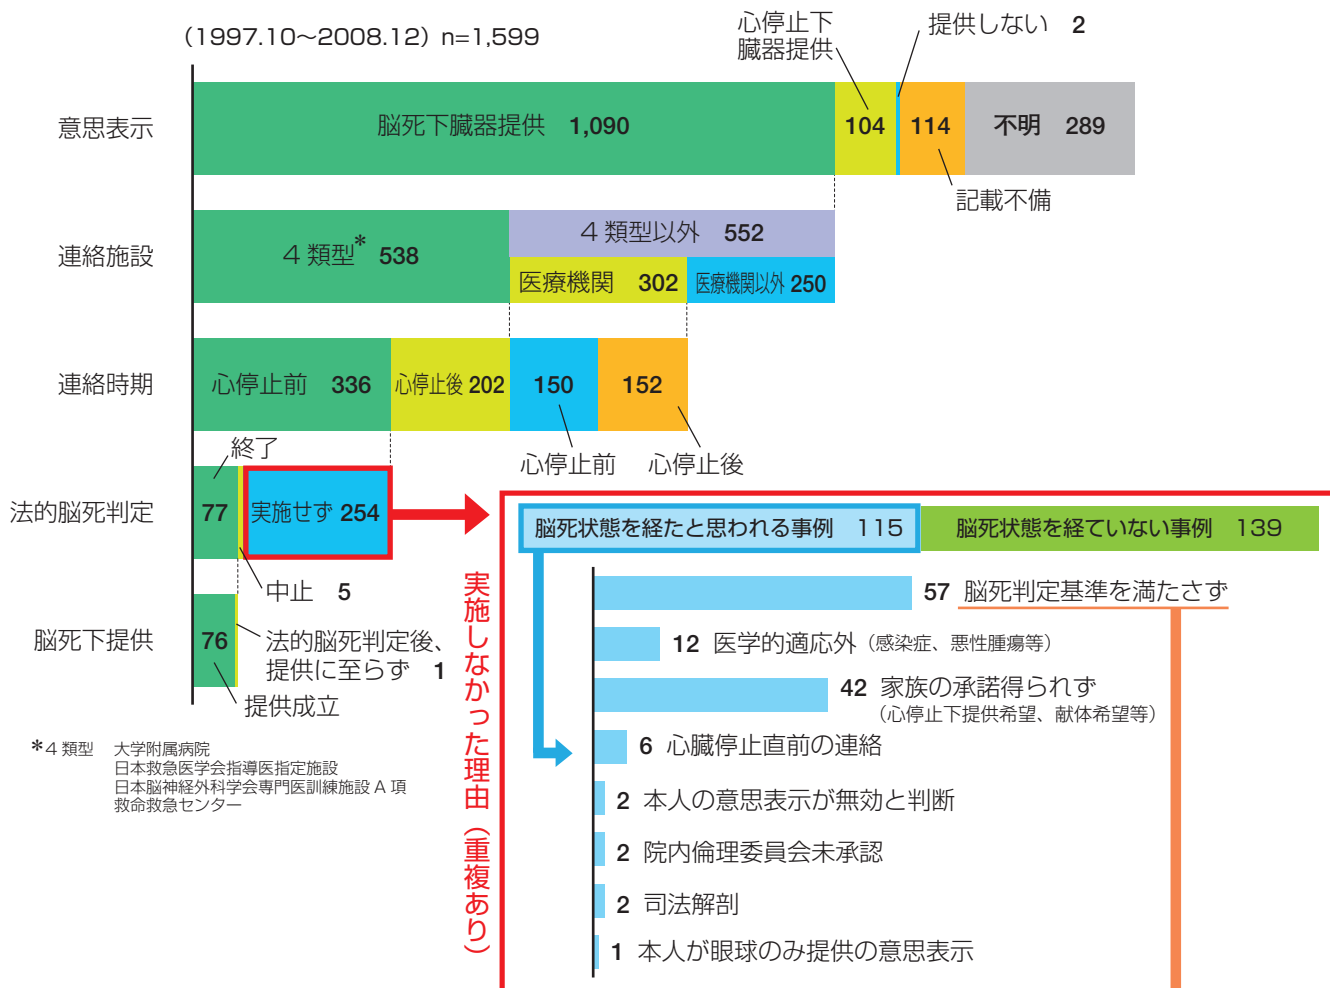 （1997.10〜2008.12）n=1,599
心停止下
臓器提供
提供しない 2
意思表示
脳死下臓器提供 1,090
104
114
不明 289
記載不備
連絡施設
4 類型* 538
4 類型以外 552
医療機関 302
医療機関以外 250
連絡時期
心停止前 336
心停止後 202
150
152
心停止前
心停止後
終了
法的脳死判定
77
実施せず 254
中止 5
脳死下提供
76
法的脳死判定後、
提供に至らず 1
提供成立
*4 類型 大学附属病院
日本救急医学会指導医指定施設
日本脳神経外科学会専門医訓練施設 A 項
救命救急センター
実施しなかった理由（重複あり）
脳死状態を経たと思われる事例 115
脳死状態を経ていない事例 139
57 脳死判定基準を満たさず
12 医学的適応外（感染症、悪性腫瘍等）
42 家族の承諾得られず
（心停止下提供希望、献体希望等）
6 心臓停止直前の連絡
2 本人の意思表示が無効と判断
2 院内倫理委員会未承認
2 司法解剖
1 本人が眼球のみ提供の意思表示